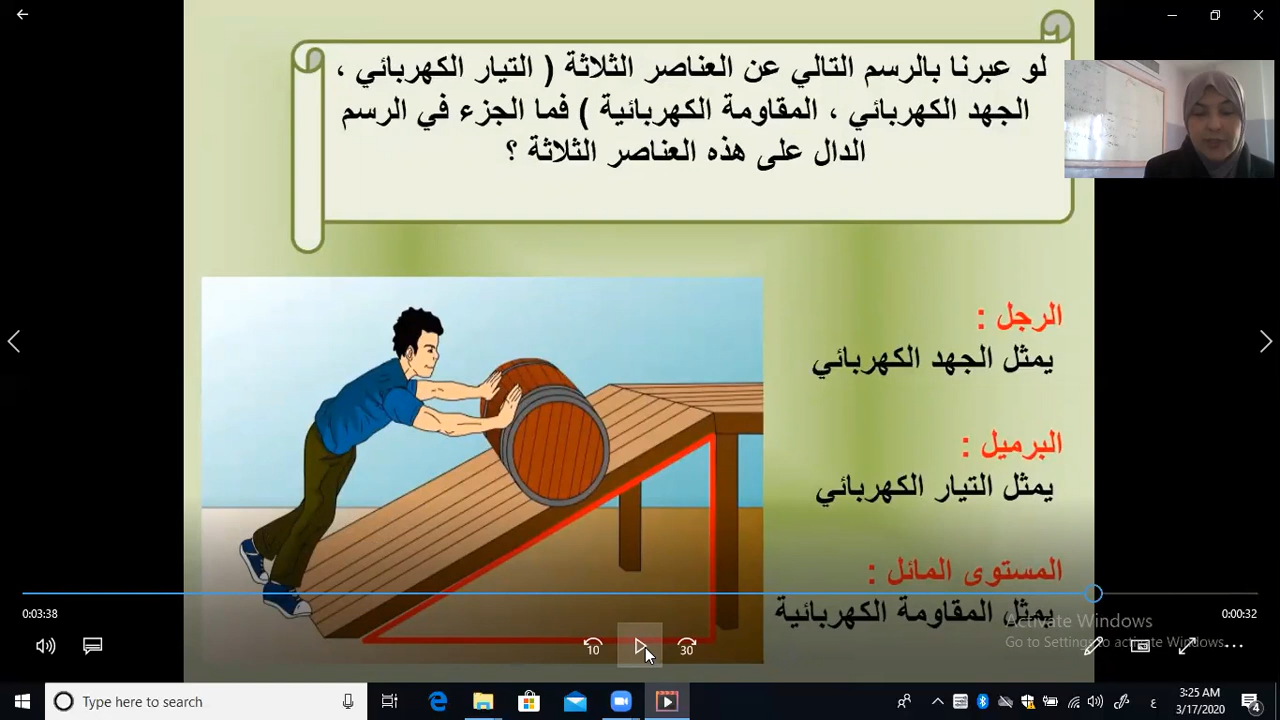 لو عبرنا بالرسم التالي عن العناصر الثلاثة ( التيار الكهربائي ،
الجهد الكهربائي ، المقاومة الكهربائية ) فما الجزء في الرسم
الدال على هذه العناصر الثلاثة ؟
الرجل :
يمثل الجهد الكهربائي
البرميل :
يمثل التيار الكهربائي
المستوى المائل :
يمثل المقاومة الكهربائية
0:03:38
0:00:32
Activate Windows
Go to Settings to activate Windows.
10
30
Type here to search
ع
3:25 AM
3/17/2020
4